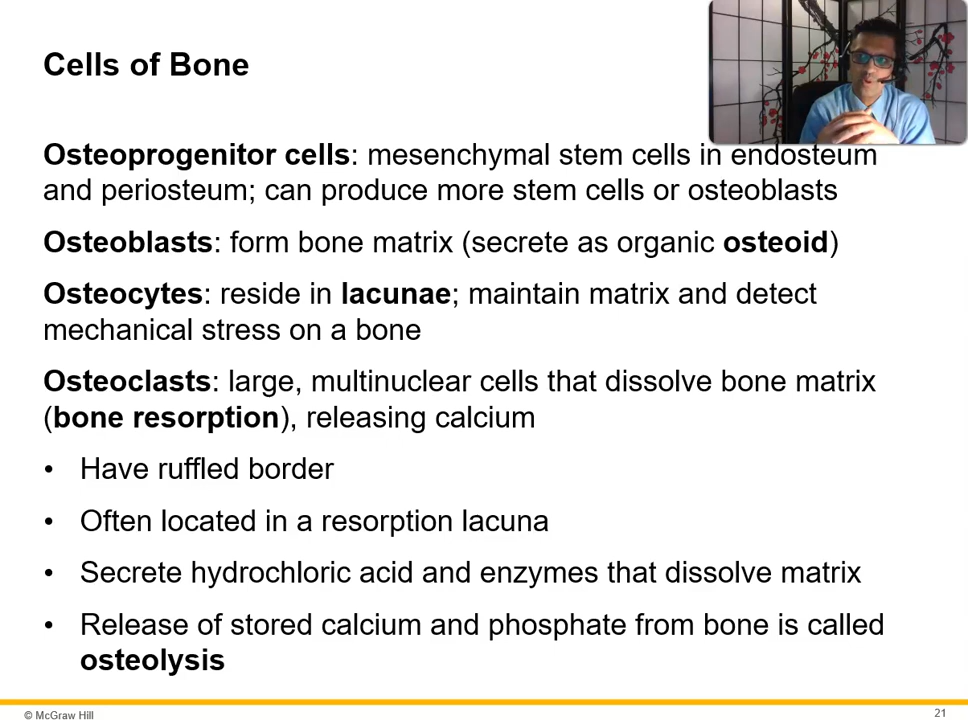 Cells of Bone
Osteoprogenitor cells: mesenchymal stem cells in endosteum
and periosteum; can produce more stem cells or osteoblasts
Osteoblasts: form bone matrix (secrete as organic osteoid)
Osteocytes: reside in lacunae; maintain matrix and detect
mechanical stress on a bone
Osteoclasts: large, multinuclear cells that dissolve bone matrix
(bone resorption), releasing calcium
• Have ruffled border
• Often located in a resorption lacuna
• Secrete hydrochloric acid and enzymes that dissolve matrix
• Release of stored calcium and phosphate from bone is called
osteolysis
© McGraw Hill
21